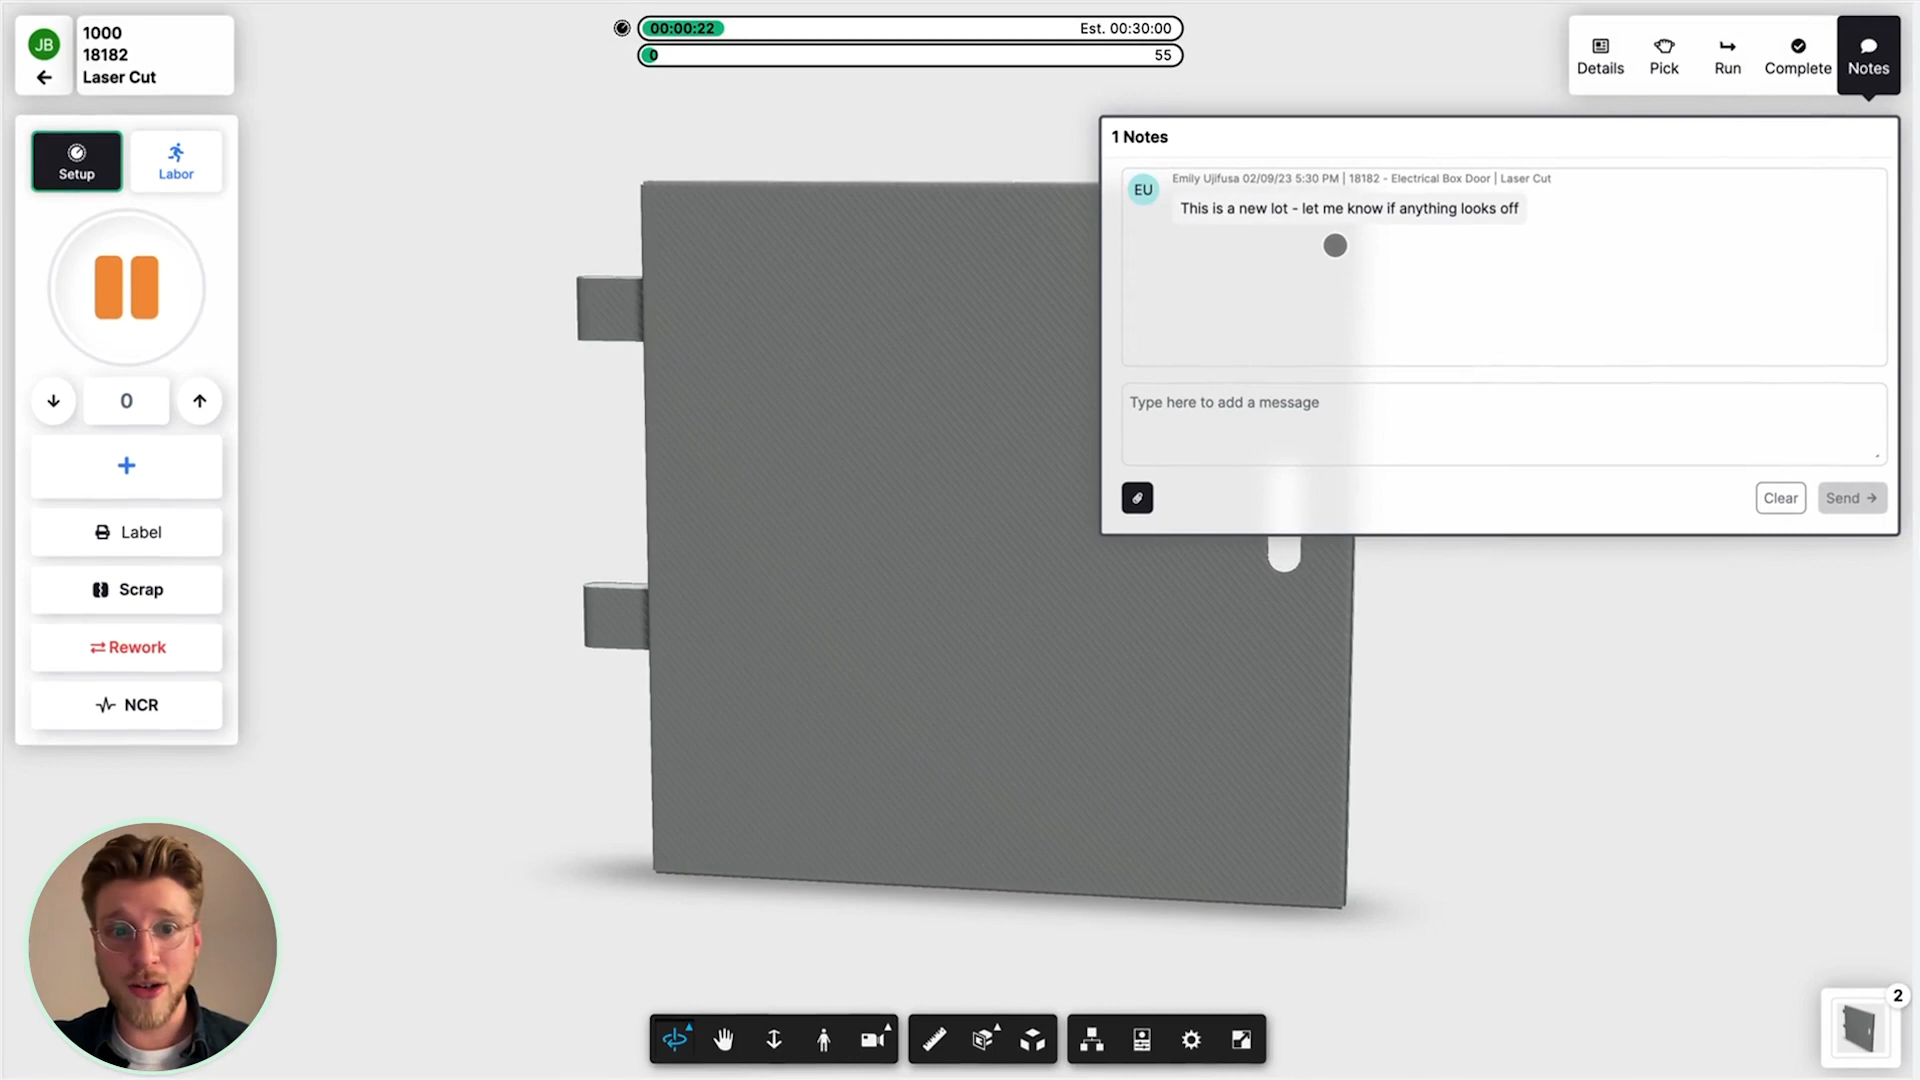 JB
1000
18182
Laser Cut
00:00:22
Est. 00:30:00
0
55
Details
Pick
Run
Complete
Notes
Setup
Labor
0
+
Label
Scrap
Rework
NCR
1 Notes
EU
Emily Ujifusa 02/09/23 5:30 PM | 18182 - Electrical Box Door | Laser Cut
This is a new lot - let me know if anything looks off
Type here to add a message
Clear
Send →
2